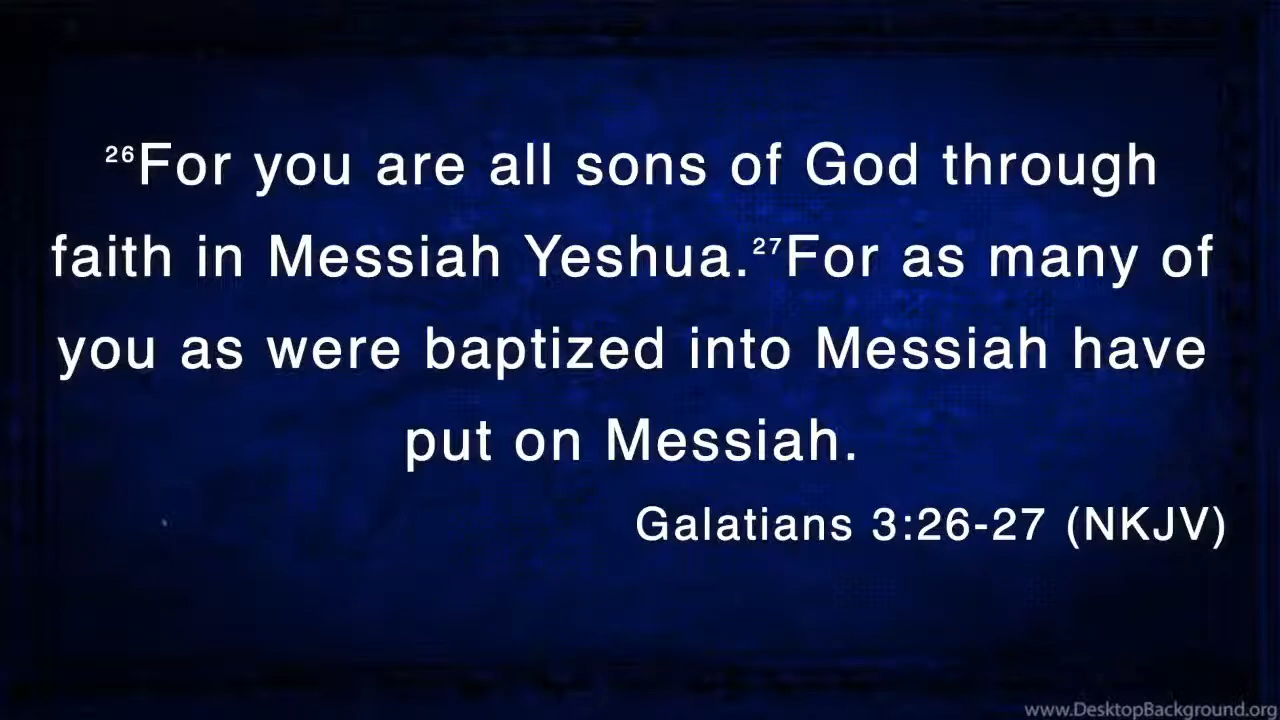 ²⁶For you are all sons of God through
faith in Messiah Yeshua.²⁷For as many of
you as were baptized into Messiah have
put on Messiah.
Galatians 3:26-27 (NKJV)
www.DesktopBackground.org